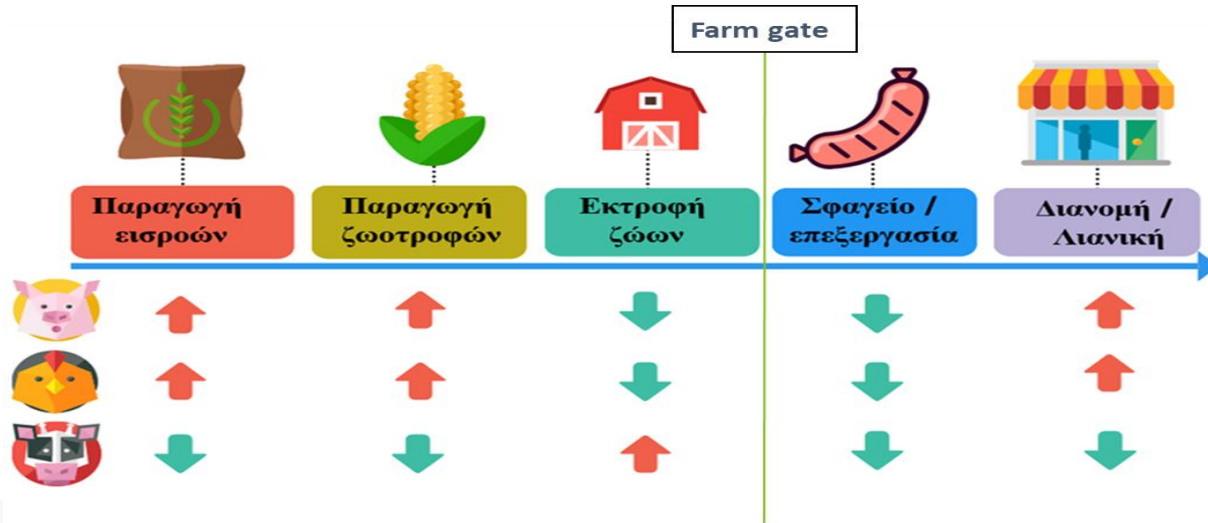 Farm gate
Παραγωγή
εισροών
Παραγωγή
ζωοτροφών
Εκτροφή
ζώων
Σφαγείο /
επεξεργασία
Διανομή /
Λιανική